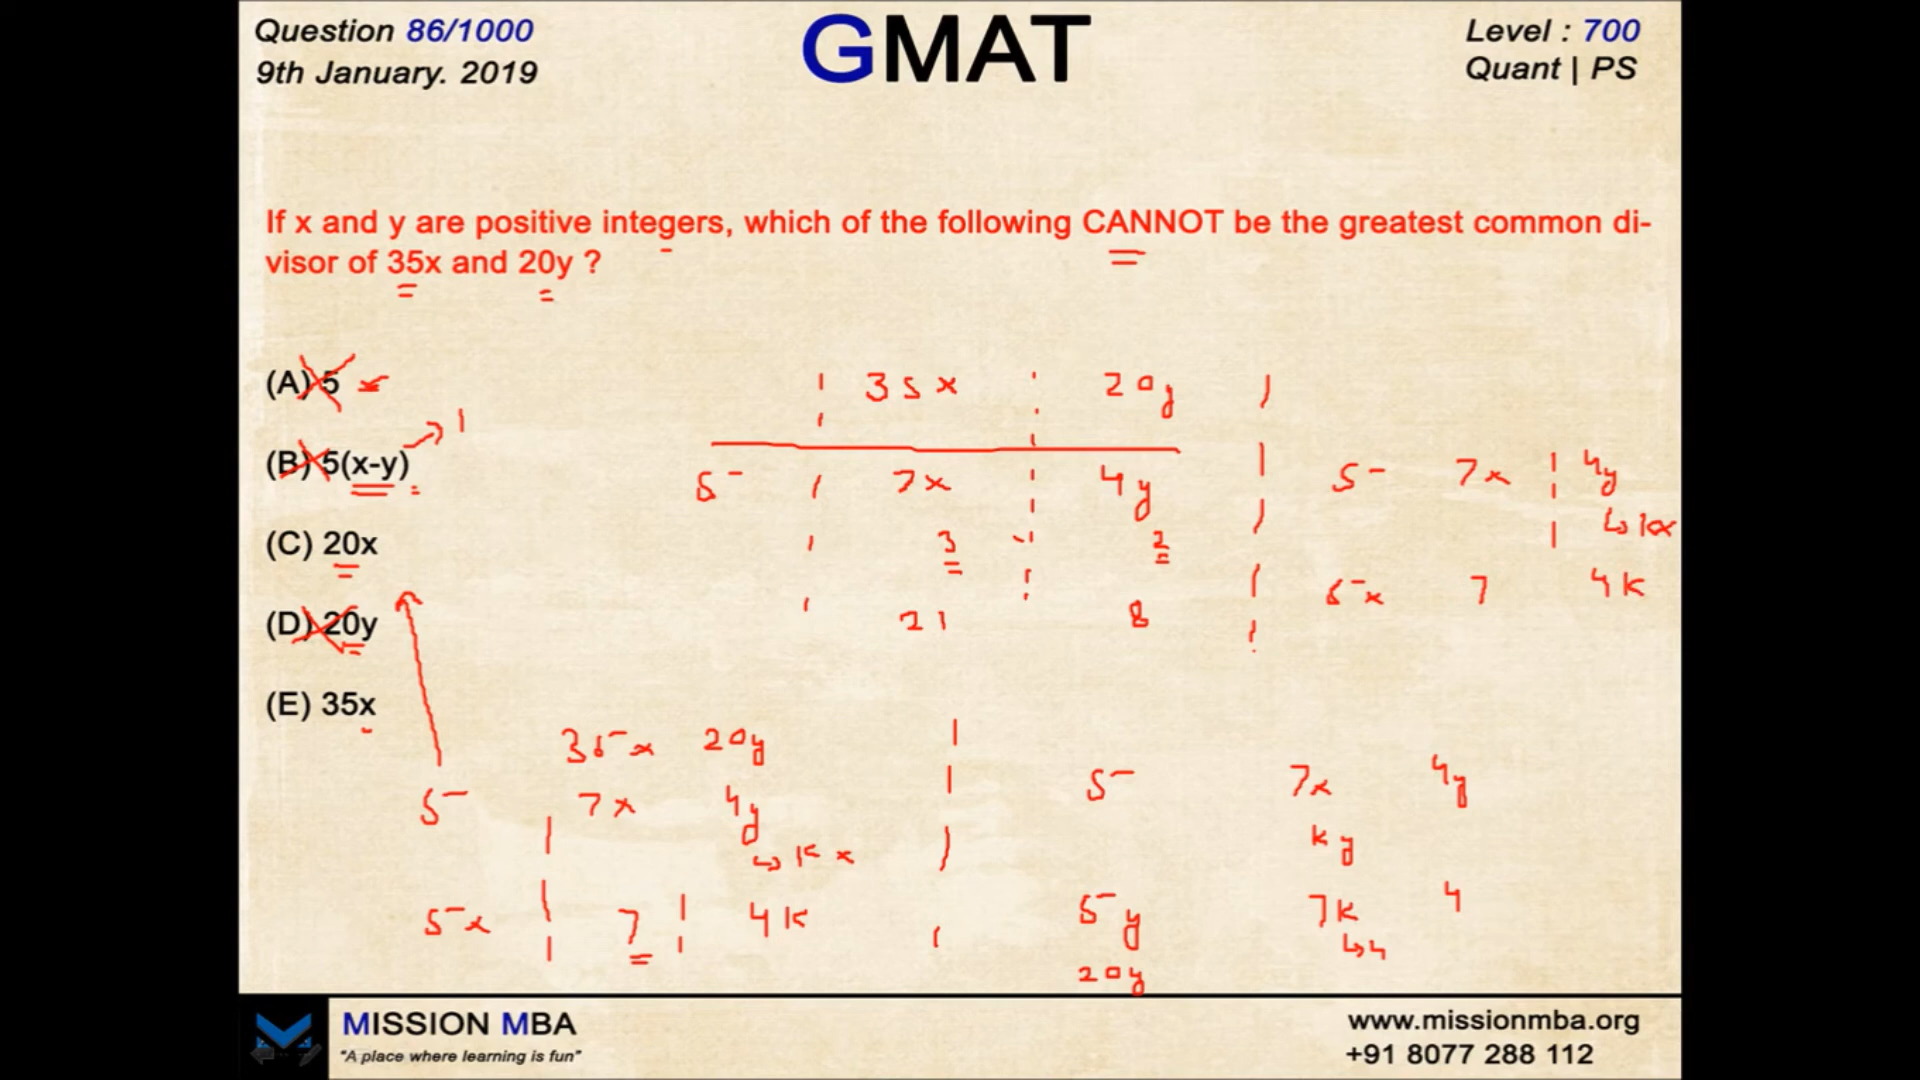 Question 86/1000
9th January. 2019
GMAT
Level : 700
Quant | PS
If x and y are positive integers, which of the following CANNOT be the greatest common di-
visor of 35x and 20y ?
(A) 5
(B) 5(x-y) 1
(C) 20x
(D) 20y
(E) 35x
35x 20y
5 7x 4y
3 2
21 8
5 7x 4y
kx
5x 7 4k
35x 20y
5 7x 4y
kx
5x 7 4k
5 7x 4y
ky
5y 7k 4
4
20y
MISSION MBA
"A place where learning is fun"
www.missionmba.org
+91 8077 288 112